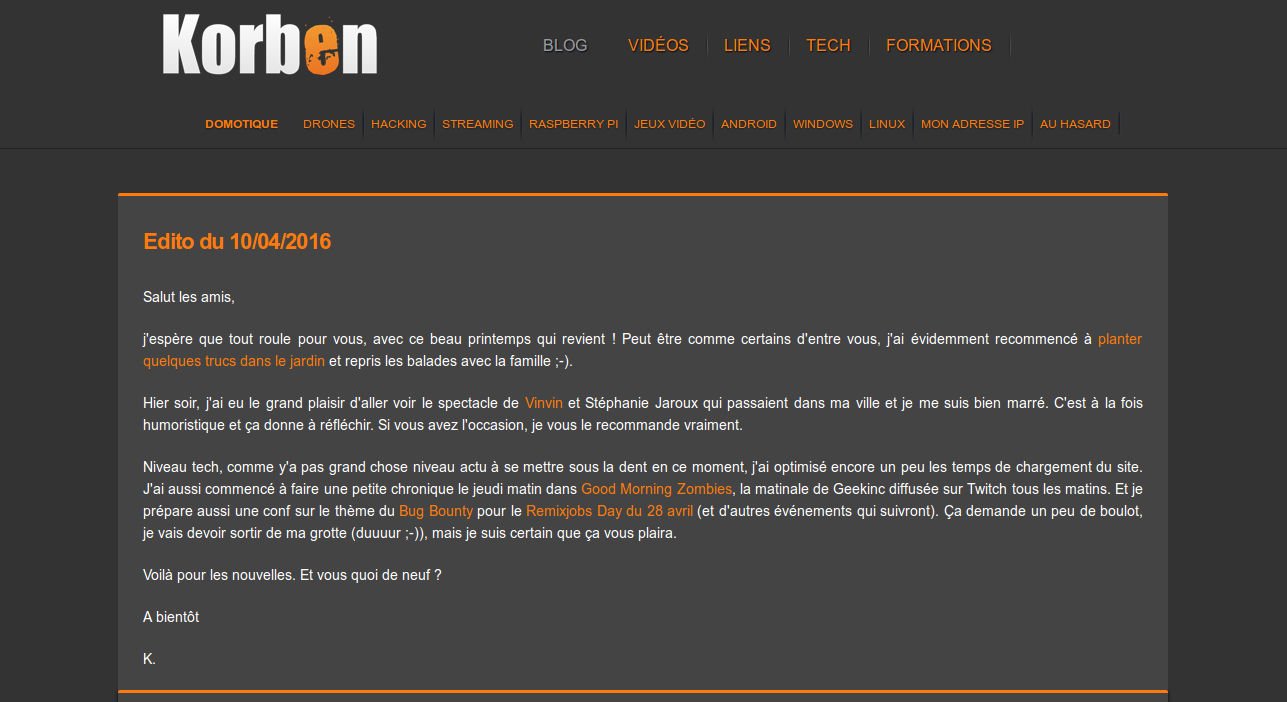 Korben
BLOG VIDÉOS LIENS TECH FORMATIONS
DOMOTIQUE DRONES HACKING STREAMING RASPBERRY PI JEUX VIDÉO ANDROID WINDOWS LINUX MON ADRESSE IP AU HASARD
Edito du 10/04/2016
Salut les amis,
j'espère que tout roule pour vous, avec ce beau printemps qui revient ! Peut être comme certains d'entre vous, j'ai évidemment recommencé à planter
quelques trucs dans le jardin et repris les balades avec la famille ;-).
Hier soir, j'ai eu le grand plaisir d'aller voir le spectacle de Vinvin et Stéphanie Jaroux qui passaient dans ma ville et je me suis bien marré. C'est à la fois
humoristique et ça donne à réfléchir. Si vous avez l'occasion, je vous le recommande vraiment.
Niveau tech, comme y'a pas grand chose niveau actu à se mettre sous la dent en ce moment, j'ai optimisé encore un peu les temps de chargement du site.
J'ai aussi commencé à faire une petite chronique le jeudi matin dans Good Morning Zombies, la matinale de Geekinc diffusée sur Twitch tous les matins. Et je
prépare aussi une conf sur le thème du Bug Bounty pour le Remixjobs Day du 28 avril (et d'autres événements qui suivront). Ça demande un peu de boulot,
je vais devoir sortir de ma grotte (duuuur ;-)), mais je suis certain que ça vous plaira.
Voilà pour les nouvelles. Et vous quoi de neuf ?
A bientôt
K.